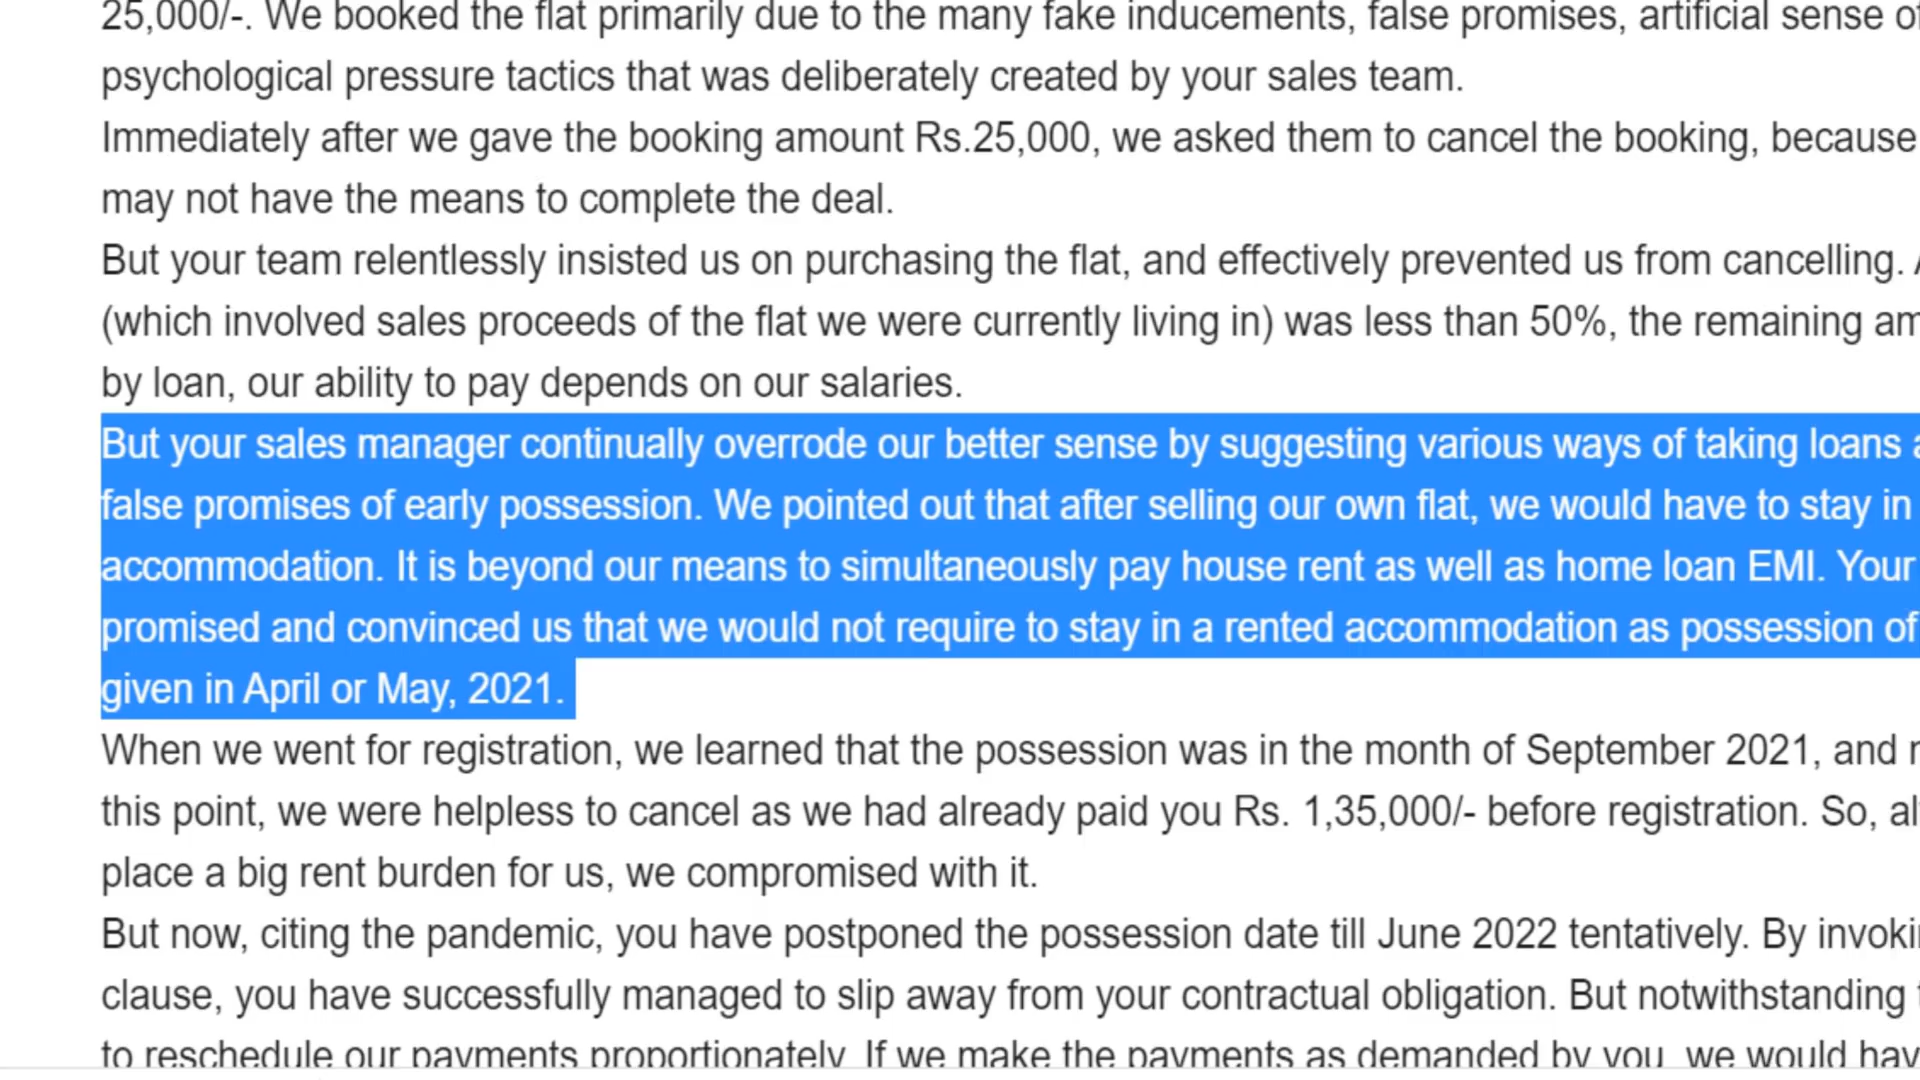 25,000/-. We booked the flat primarily due to the many fake inducements, false promises, artificial sense of
psychological pressure tactics that was deliberately created by your sales team.
Immediately after we gave the booking amount Rs.25,000, we asked them to cancel the booking, because
may not have the means to complete the deal.
But your team relentlessly insisted us on purchasing the flat, and effectively prevented us from cancelling.
(which involved sales proceeds of the flat we were currently living in) was less than 50%, the remaining
by loan, our ability to pay depends on our salaries.
But your sales manager continually overrode our better sense by suggesting various ways of taking loans
false promises of early possession. We pointed out that after selling our own flat, we would have to stay in
accommodation. It is beyond our means to simultaneously pay house rent as well as home loan EMI. Your
promised and convinced us that we would not require to stay in a rented accommodation as possession of
given in April or May, 2021.
When we went for registration, we learned that the possession was in the month of September 2021, and
this point, we were helpless to cancel as we had already paid you Rs. 1,35,000/- before registration. So,
place a big rent burden for us, we compromised with it.
But now, citing the pandemic, you have postponed the possession date till June 2022 tentatively. By
clause, you have successfully managed to slip away from your contractual obligation. But notwithstanding
to reschedule our payments proportionately. If we make the payments as demanded by you, we would